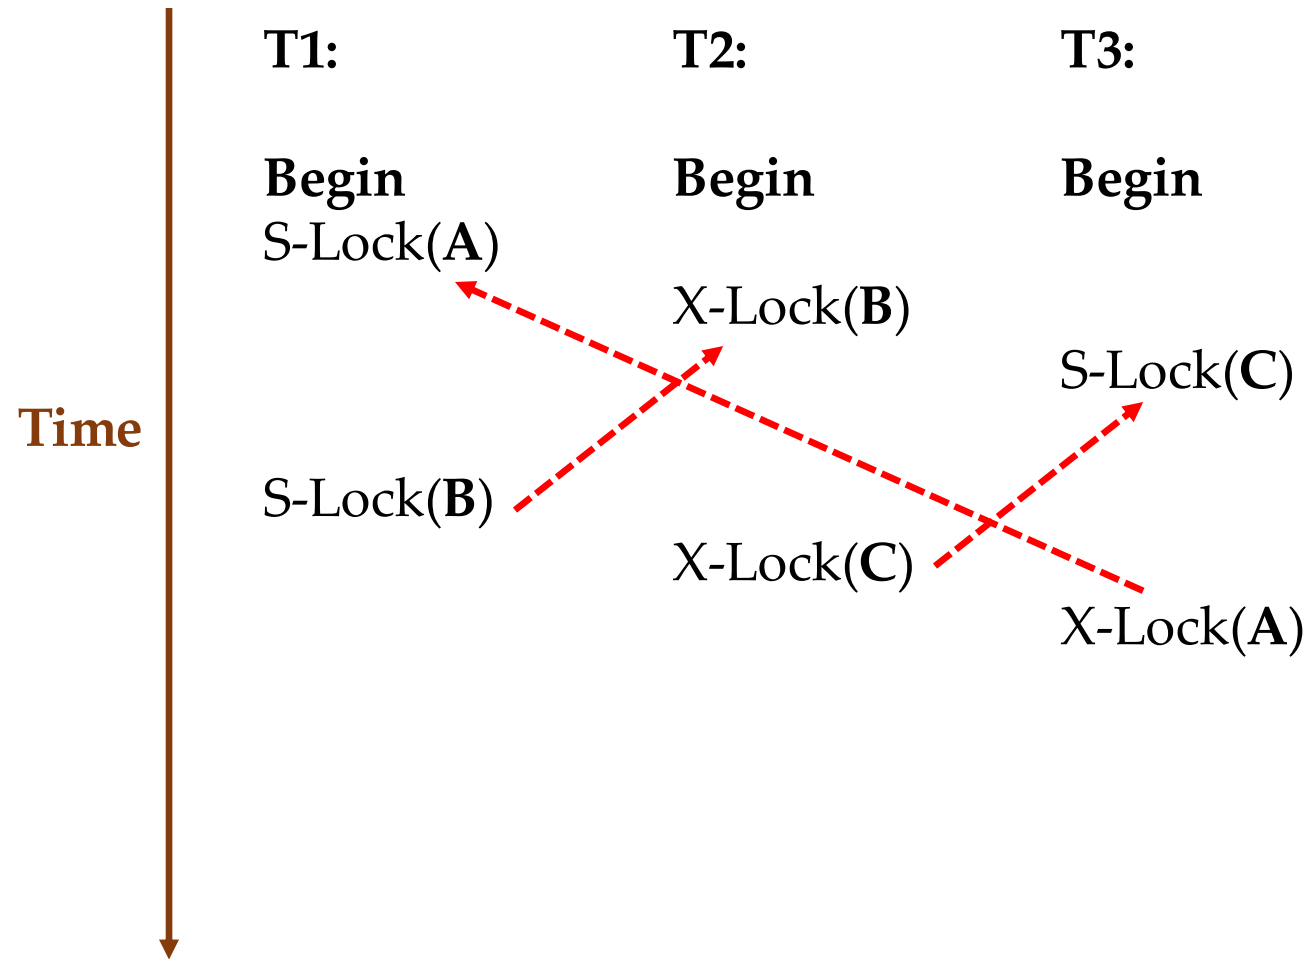 T1: T2: T3:
Begin Begin Begin
S-Lock(A)
X-Lock(B)
S-Lock(C)
Time
S-Lock(B)
X-Lock(C)
X-Lock(A)